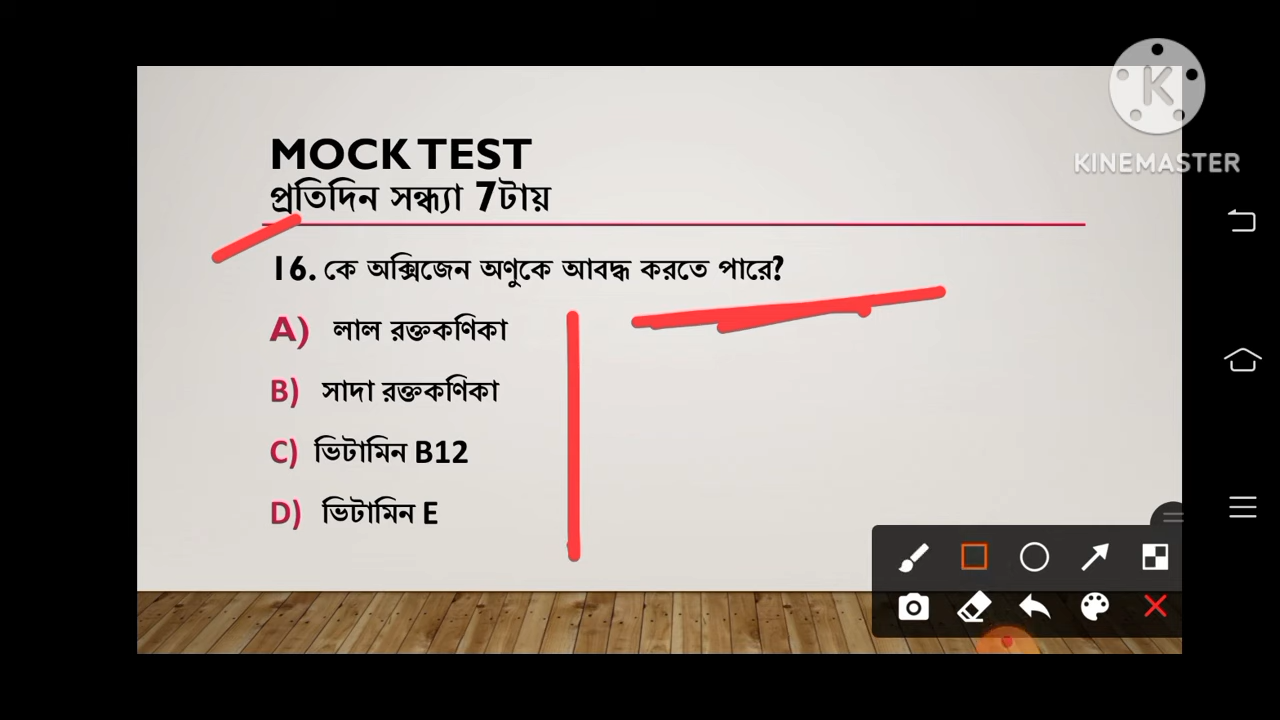 MOCK TEST
প্রতিদিন সন্ধ্যা 7টায়
16. কে অক্সিজেন অণুকে আবদ্ধ করতে পারে?
A) লাল রক্তকণিকা
B) সাদা রক্তকণিকা
C) ভিটামিন B12
D) ভিটামিন E
K
KINEMASTER